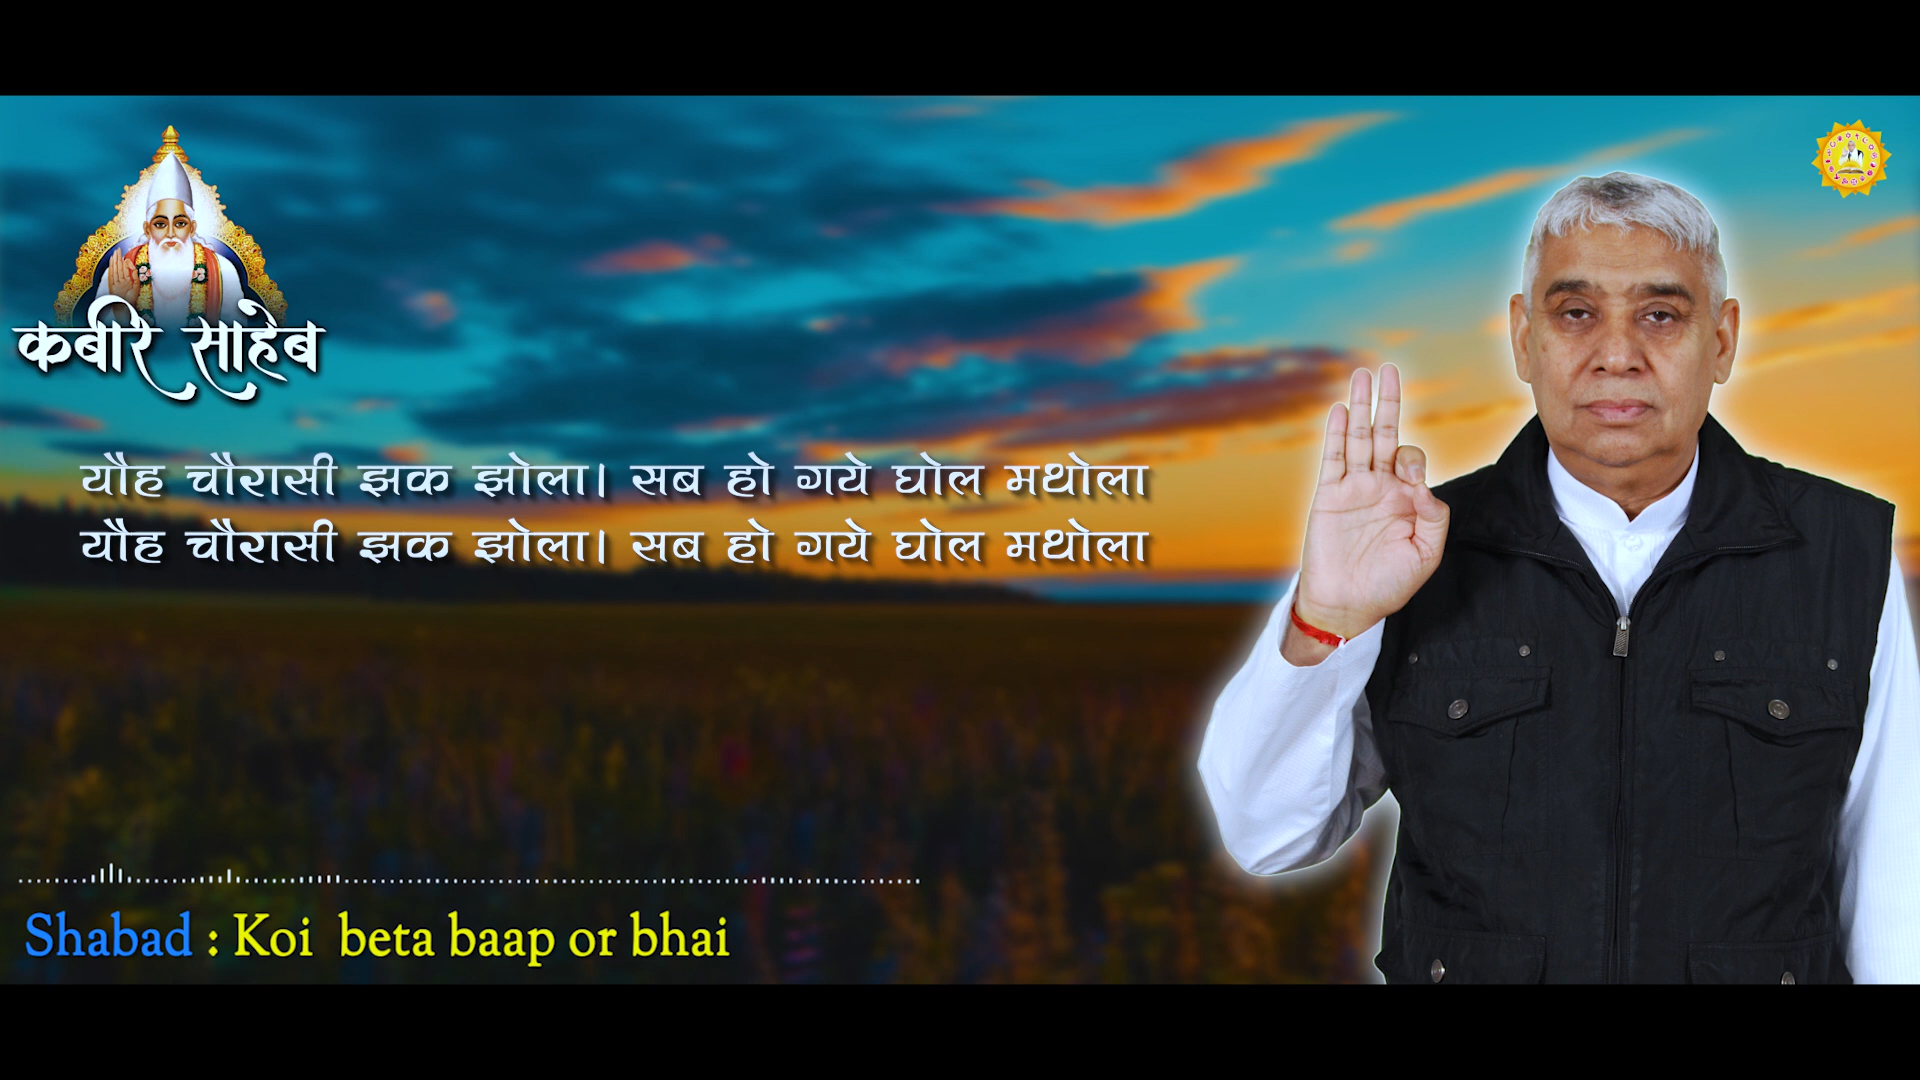 कबीर साहेब
यौह चौरासी झक झोला। सब हो गये घोल मथोला
यौह चौरासी झक झोला। सब हो गये घोल मथोला
Shabad : Koi beta baap or bhai